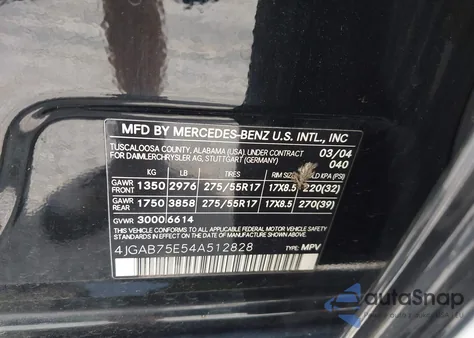 MFD BY MERCEDES-BENZ U.S. INTL., INC
TUSCALOOSA COUNTY, ALABAMA (USA), UNDER CONTRACT 03/04
FOR DAIMLERCHRYSLER AG, STUTTGART (GERMANY) 040
KG LB TIRES RIM SIZE COLD KPA (PSI)
GAWR FRONT 1350 2976 275/55R17 17X8.5 220(32)
GAWR REAR 1750 3858 275/55R17 17X8.5 270(39)
GVWR 3000 6614
THIS VEHICLE CONFORMS TO ALL APPLICABLE
FEDERAL MOTOR VEHICLE SAFETY STANDARDS IN
EFFECT ON THE DATE OF MANUFACTURE SHOWN ABOVE.
4JGAB75E54A512828 TYPE: MPV
autoSnap